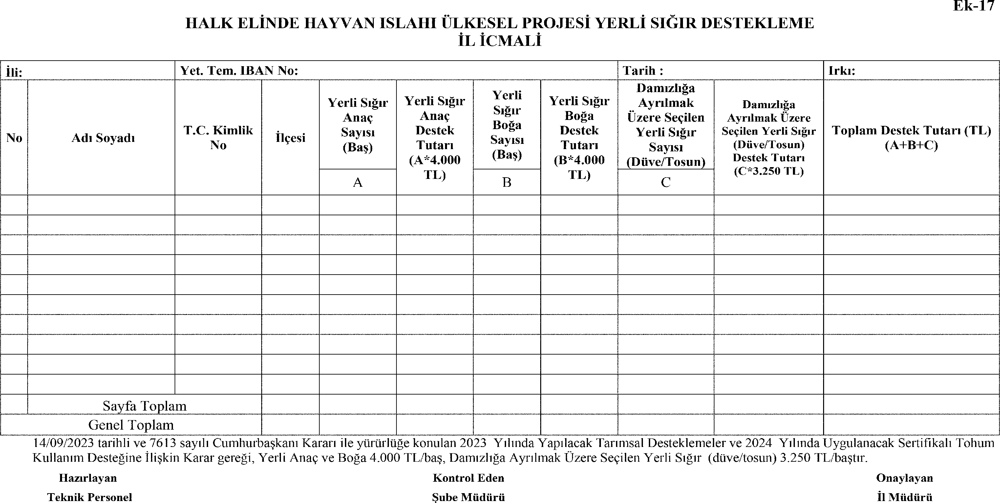 Ek-17
HALK ELİNDE HAYVAN ISLAHI ÜLKESEL PROJESİ YERLİ SIĞIR DESTEKLEME
İL İCMALİ
İli:
Yet. Tem. IBAN No:
Tarih :
Irkı:
No
Adı Soyadı
T.C. Kimlik
No
İlçesi
Yerli Sığır
Anaç
Sayısı
(Baş)
A
Yerli Sığır
Anaç
Destek
Tutarı
(A*4.000
TL)
Yerli
Sığır
Boğa
Sayısı
(Baş)
B
Yerli Sığır
Boğa
Destek
Tutarı
(B*4.000
TL)
Damızlığa
Ayrılmak
Üzere Seçilen
Yerli Sığır
Sayısı
(Düve/Tosun)
C
Damızlığa
Ayrılmak Üzere
Seçilen Yerli Sığır
(Düve/Tosun)
Destek Tutarı
(C*3.250 TL)
Toplam Destek Tutarı (TL)
(A+B+C)
Sayfa Toplam
Genel Toplam
14/09/2023 tarihli ve 7613 sayılı Cumhurbaşkanı Kararı ile yürürlüğe konulan 2023 Yılında Yapılacak Tarımsal Desteklemeler ve 2024 Yılında Uygulanacak Sertifikalı Tohum
Kullanım Desteğine İlişkin Karar gereği, Yerli Anaç ve Boğa 4.000 TL/baş, Damızlığa Ayrılmak Üzere Seçilen Yerli Sığır (düve/tosun) 3.250 TL/baştır.
Hazırlayan
Kontrol Eden
Onaylayan
Teknik Personel
Şube Müdürü
İl Müdürü